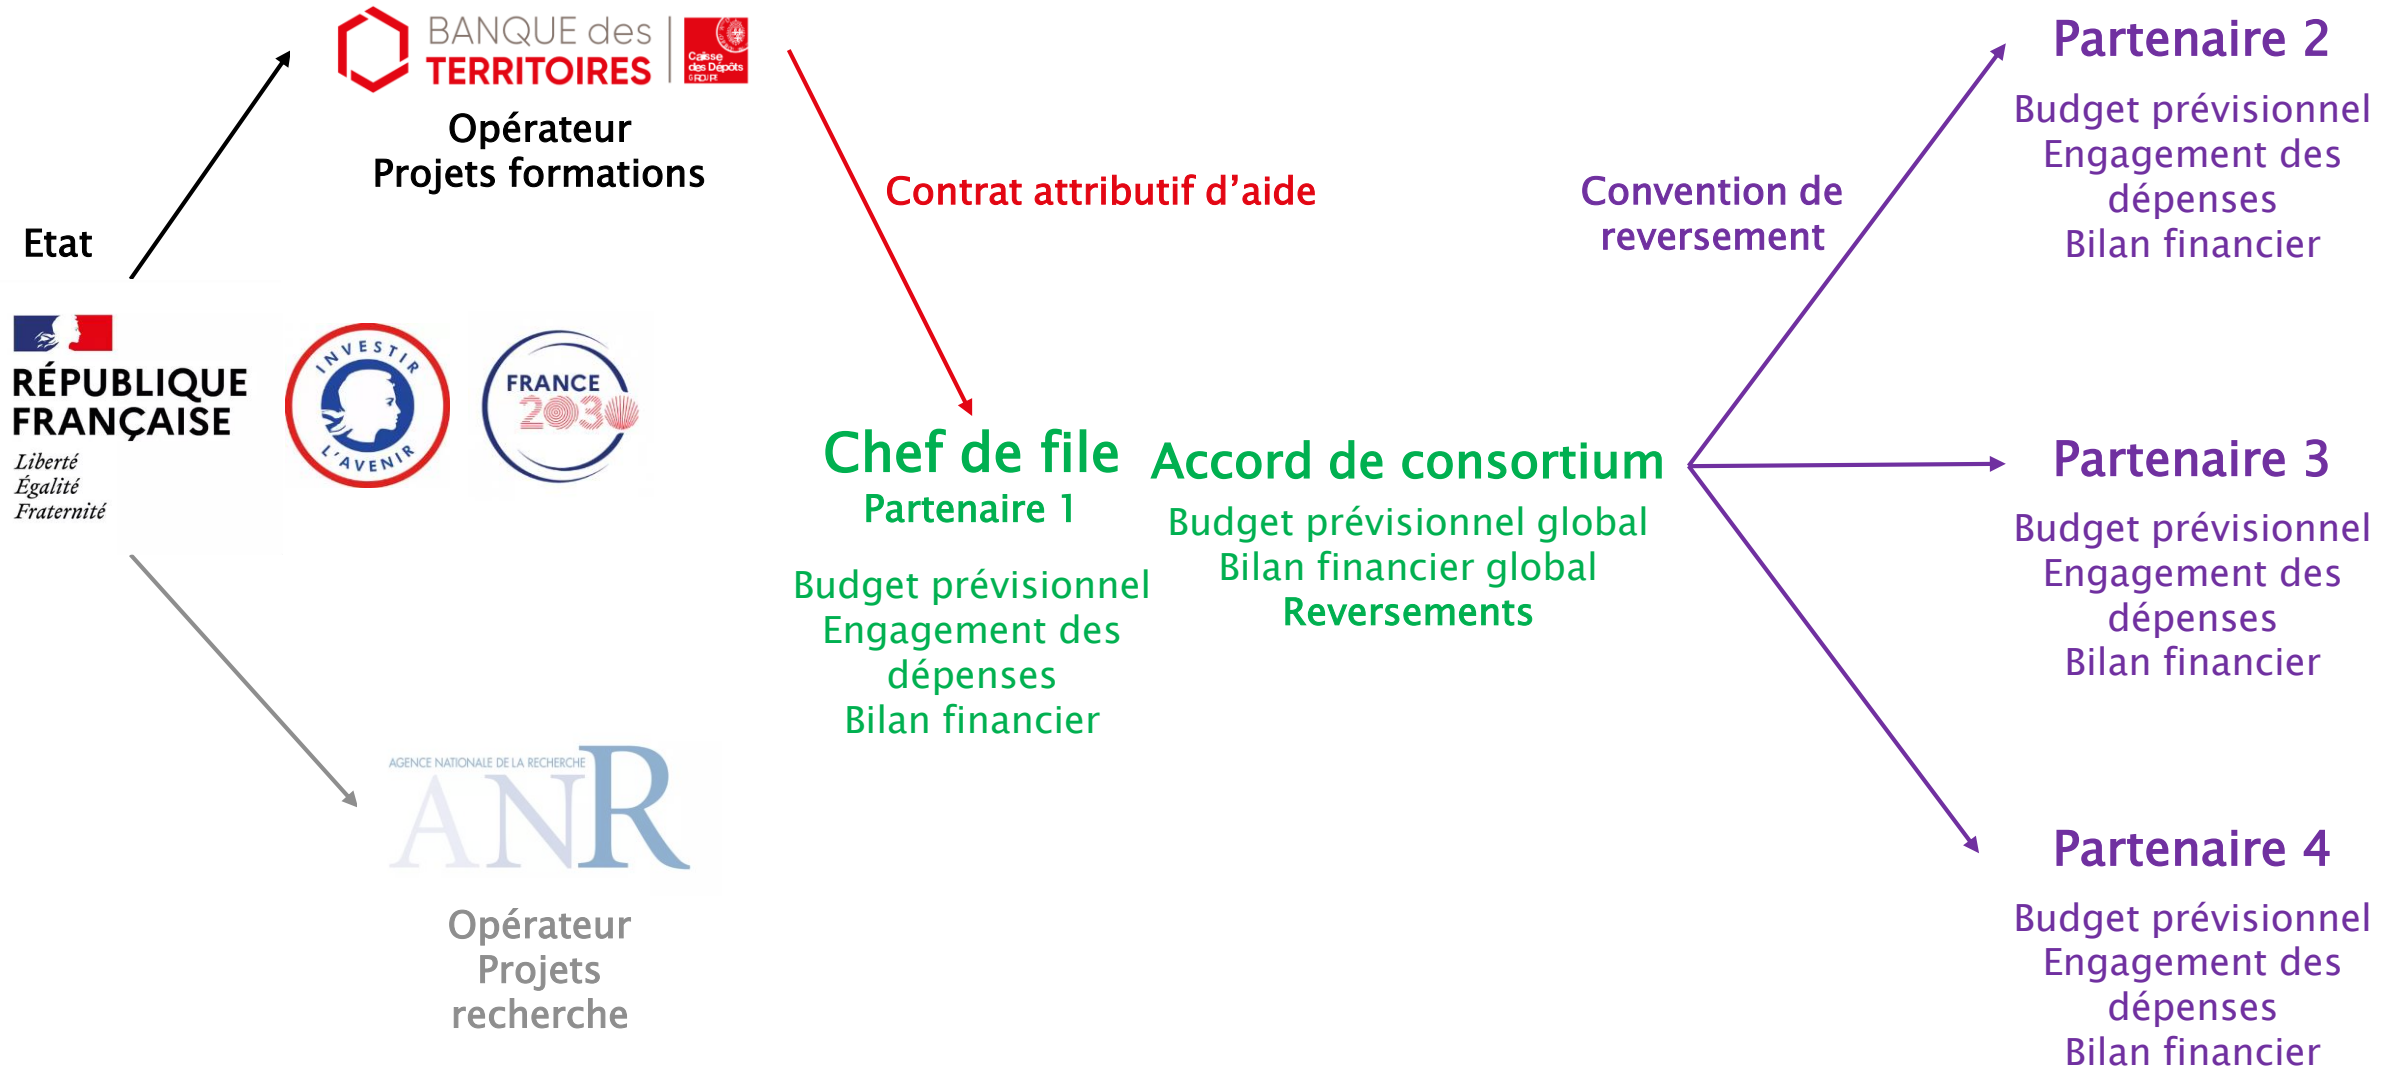 BANQUE des
TERRITOIRES
Caisse
des Dépôts
GROUPE
Opérateur
Projets formations
Etat
RÉPUBLIQUE
FRANÇAISE
Liberté
Égalité
Fraternité
INVESTIR
L'AVENIR
FRANCE
2030
Contrat attributif d’aide
Chef de file
Partenaire 1
Budget prévisionnel
Engagement des
dépenses
Bilan financier
Accord de consortium
Budget prévisionnel global
Bilan financier global
Reversements
Convention de
reversement
Partenaire 2
Budget prévisionnel
Engagement des
dépenses
Bilan financier
Partenaire 3
Budget prévisionnel
Engagement des
dépenses
Bilan financier
Partenaire 4
Budget prévisionnel
Engagement des
dépenses
Bilan financier
AGENCE NATIONALE DE LA RECHERCHE
ANR
Opérateur
Projets
recherche